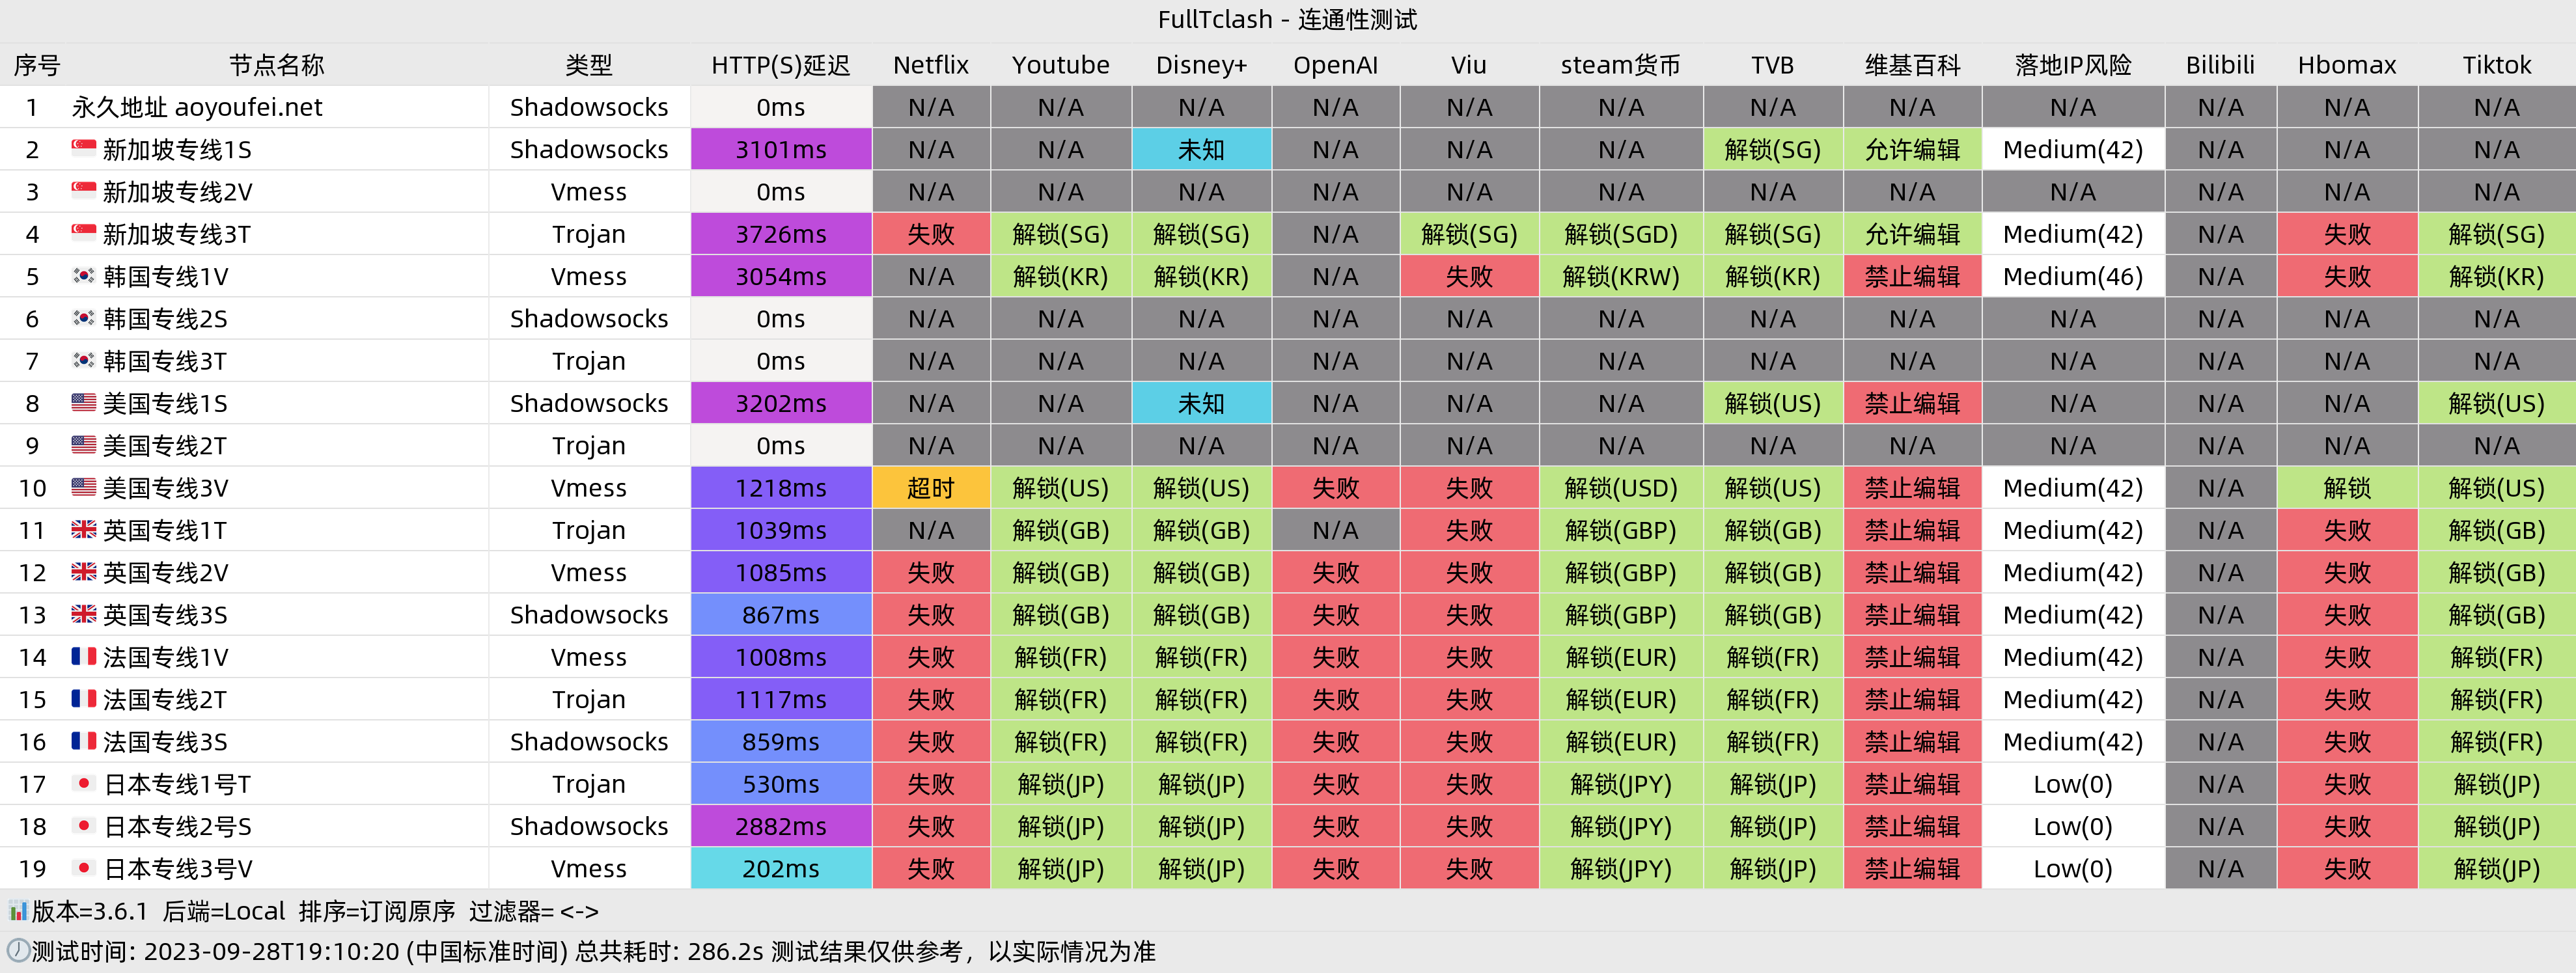 FullTclash - 连通性测试
序号 节点名称 类型 HTTP(S)延迟 Netflix Youtube Disney+ OpenAI Viu steam货币 TVB 维基百科 落地IP风险 Bilibili Hbomax Tiktok
1 永久地址 aoyoufei.net Shadowsocks 0ms N/A N/A N/A N/A N/A N/A N/A N/A N/A N/A N/A N/A
2 新加坡专线1S Shadowsocks 3101ms N/A N/A 未知 N/A N/A N/A 解锁(SG) 允许编辑 Medium(42) N/A N/A N/A
3 新加坡专线2V Vmess 0ms N/A N/A N/A N/A N/A N/A N/A N/A N/A N/A N/A N/A
4 新加坡专线3T Trojan 3726ms 失败 解锁(SG) 解锁(SG) N/A 解锁(SG) 解锁(SGD) 解锁(SG) 允许编辑 Medium(42) N/A 失败 解锁(SG)
5 韩国专线1V Vmess 3054ms N/A 解锁(KR) 解锁(KR) N/A 失败 解锁(KRW) 解锁(KR) 禁止编辑 Medium(46) N/A 失败 解锁(KR)
6 韩国专线2S Shadowsocks 0ms N/A N/A N/A N/A N/A N/A N/A N/A N/A N/A N/A N/A
7 韩国专线3T Trojan 0ms N/A N/A N/A N/A N/A N/A N/A N/A N/A N/A N/A N/A
8 美国专线1S Shadowsocks 3202ms N/A N/A 未知 N/A N/A N/A 解锁(US) 禁止编辑 N/A N/A N/A 解锁(US)
9 美国专线2T Trojan 0ms N/A N/A N/A N/A N/A N/A N/A N/A N/A N/A N/A N/A
10 美国专线3V Vmess 1218ms 超时 解锁(US) 解锁(US) 失败 失败 解锁(USD) 解锁(US) 禁止编辑 Medium(42) N/A 解锁 解锁(US)
11 英国专线1T Trojan 1039ms N/A 解锁(GB) 解锁(GB) N/A 失败 解锁(GBP) 解锁(GB) 禁止编辑 Medium(42) N/A 失败 解锁(GB)
12 英国专线2V Vmess 1085ms 失败 解锁(GB) 解锁(GB) 失败 失败 解锁(GBP) 解锁(GB) 禁止编辑 Medium(42) N/A 失败 解锁(GB)
13 英国专线3S Shadowsocks 867ms 失败 解锁(GB) 解锁(GB) 失败 失败 解锁(GBP) 解锁(GB) 禁止编辑 Medium(42) N/A 失败 解锁(GB)
14 法国专线1V Vmess 1008ms 失败 解锁(FR) 解锁(FR) 失败 失败 解锁(EUR) 解锁(FR) 禁止编辑 Medium(42) N/A 失败 解锁(FR)
15 法国专线2T Trojan 1117ms 失败 解锁(FR) 解锁(FR) 失败 失败 解锁(EUR) 解锁(FR) 禁止编辑 Medium(42) N/A 失败 解锁(FR)
16 法国专线3S Shadowsocks 859ms 失败 解锁(FR) 解锁(FR) 失败 失败 解锁(EUR) 解锁(FR) 禁止编辑 Medium(42) N/A 失败 解锁(FR)
17 日本专线1号T Trojan 530ms 失败 解锁(JP) 解锁(JP) 失败 失败 解锁(JPY) 解锁(JP) 禁止编辑 Low(0) N/A 失败 解锁(JP)
18 日本专线2号S Shadowsocks 2882ms 失败 解锁(JP) 解锁(JP) 失败 失败 解锁(JPY) 解锁(JP) 禁止编辑 Low(0) N/A 失败 解锁(JP)
19 日本专线3号V Vmess 202ms 失败 解锁(JP) 解锁(JP) 失败 失败 解锁(JPY) 解锁(JP) 禁止编辑 Low(0) N/A 失败 解锁(JP)
版本=3.6.1 后端=Local 排序=订阅原序 过滤器= <->
测试时间: 2023-09-28T19:10:20 (中国标准时间) 总共耗时: 286.2s 测试结果仅供参考，以实际情况为准